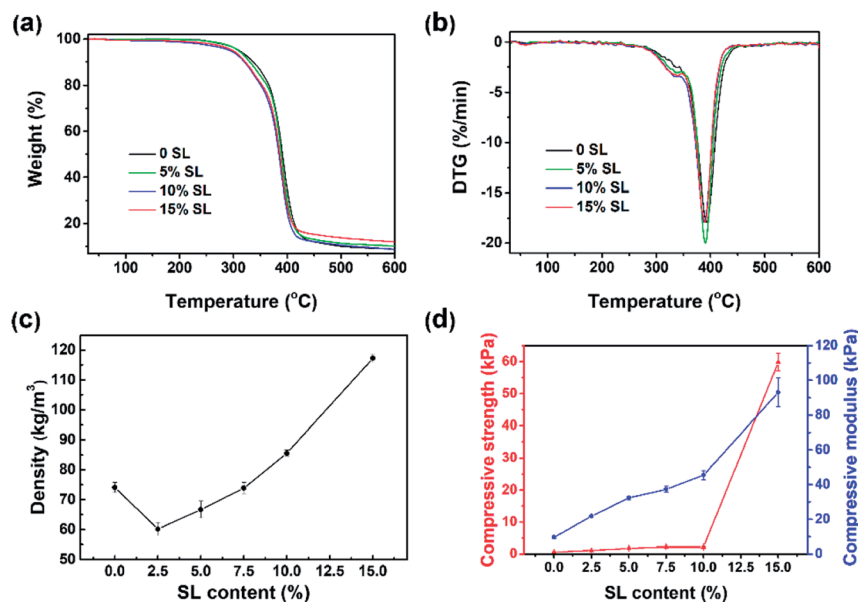 (a)
100
80
60
40
20
Weight (%)
0 SL
5% SL
10% SL
15% SL
100 200 300 400 500 600
Temperature (°C)
(b)
0
-5
-10
-15
-20
DTG (%/min)
0 SL
5% SL
10% SL
15% SL
100 200 300 400 500 600
Temperature (°C)
(c)
120
110
100
90
80
70
60
50
Density (kg/m³)
0.0 2.5 5.0 7.5 10.0 15.0
SL content (%)
(d)
60
50
40
30
20
10
0
Compressive strength (kPa)
120
100
80
60
40
20
0
Compressive modulus (kPa)
0.0 2.5 5.0 7.5 10.0 15.0
SL content (%)